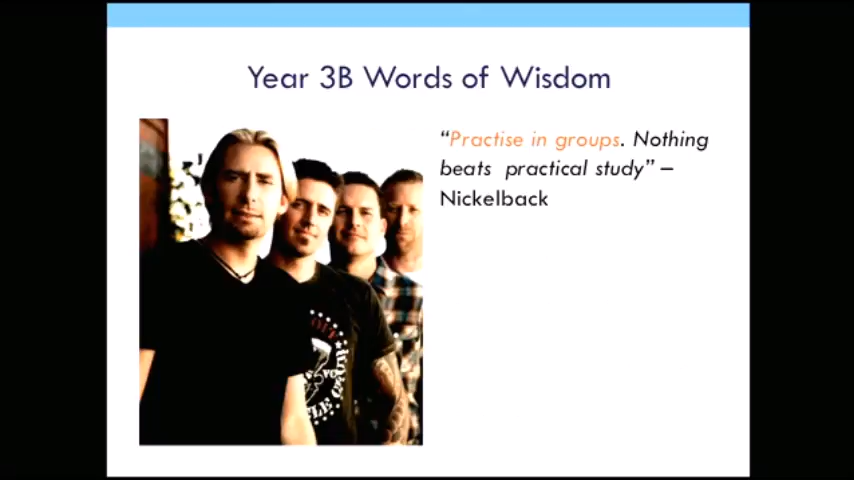 Year 3B Words of Wisdom
“Practise in groups. Nothing
beats practical study” –
Nickelback